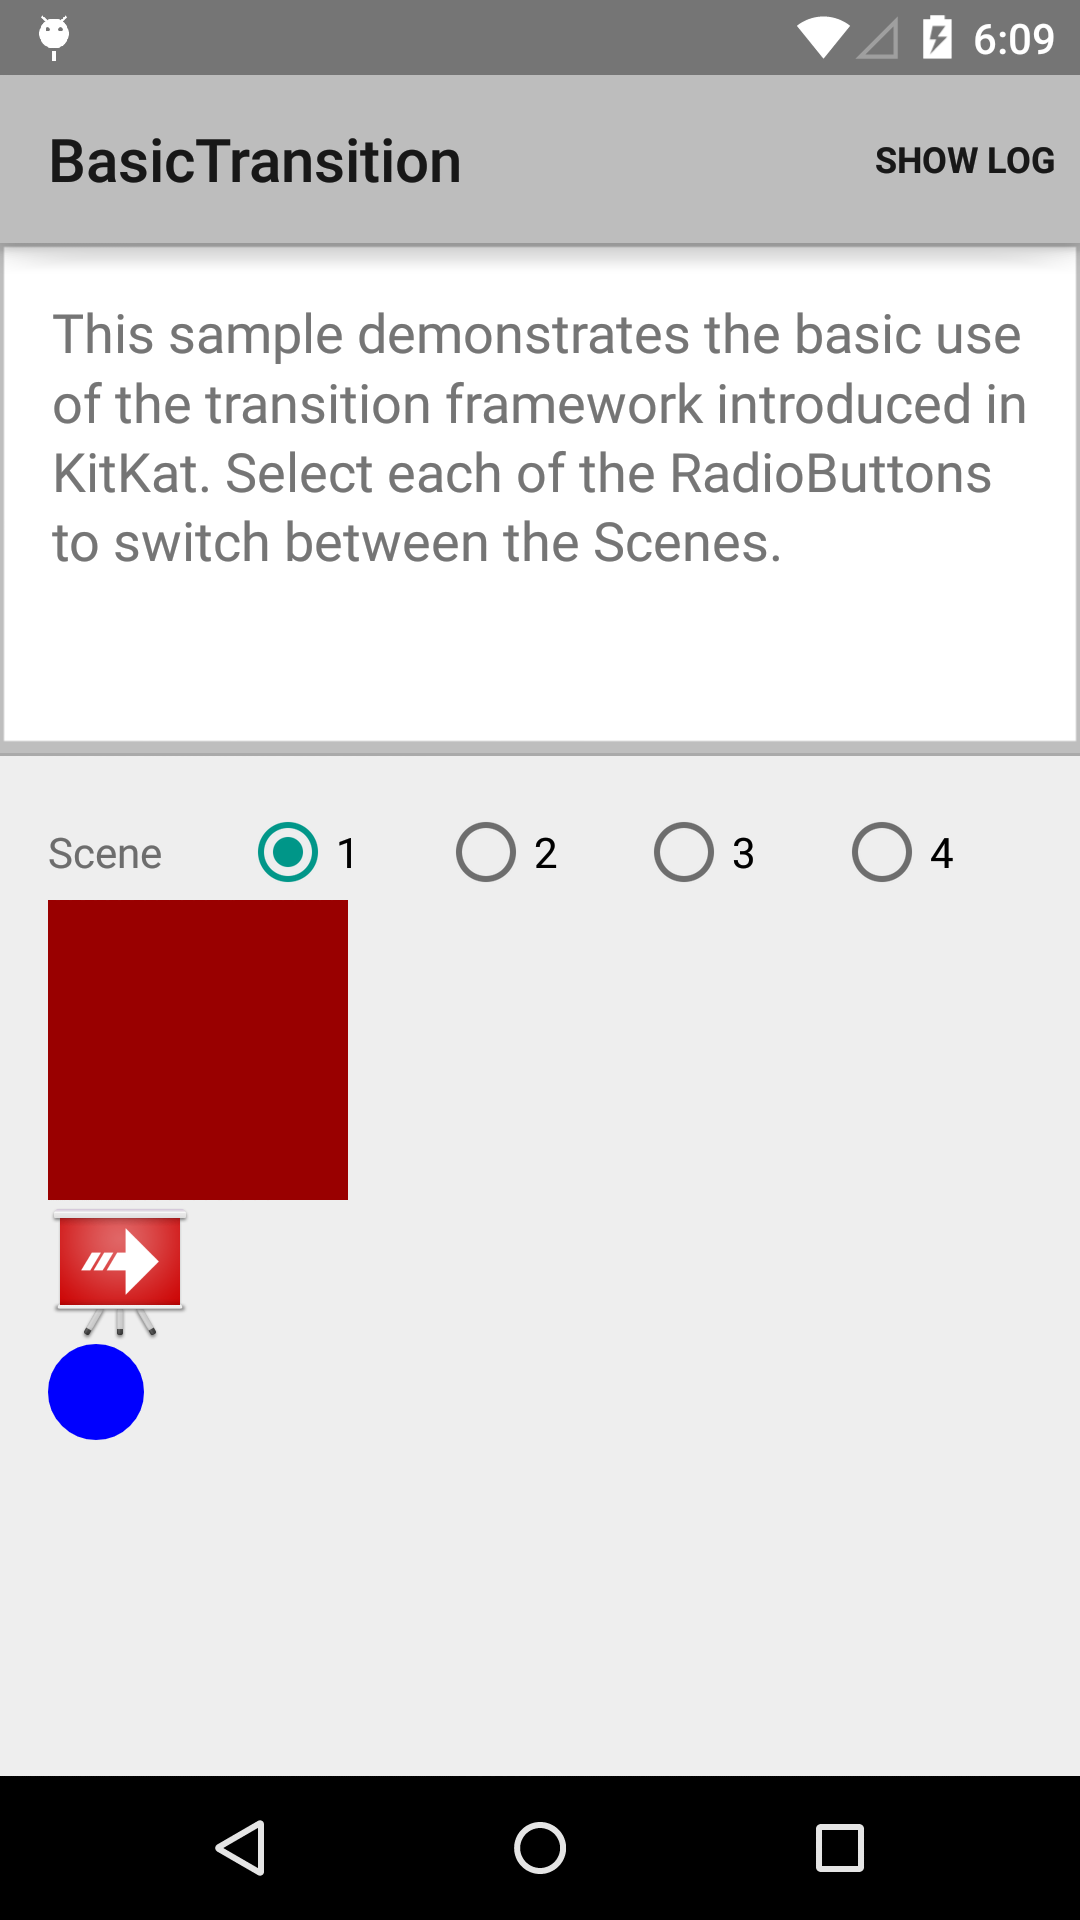 6:09
BasicTransition SHOW LOG
This sample demonstrates the basic use
of the transition framework introduced in
KitKat. Select each of the RadioButtons
to switch between the Scenes.
Scene 1 2 3 4